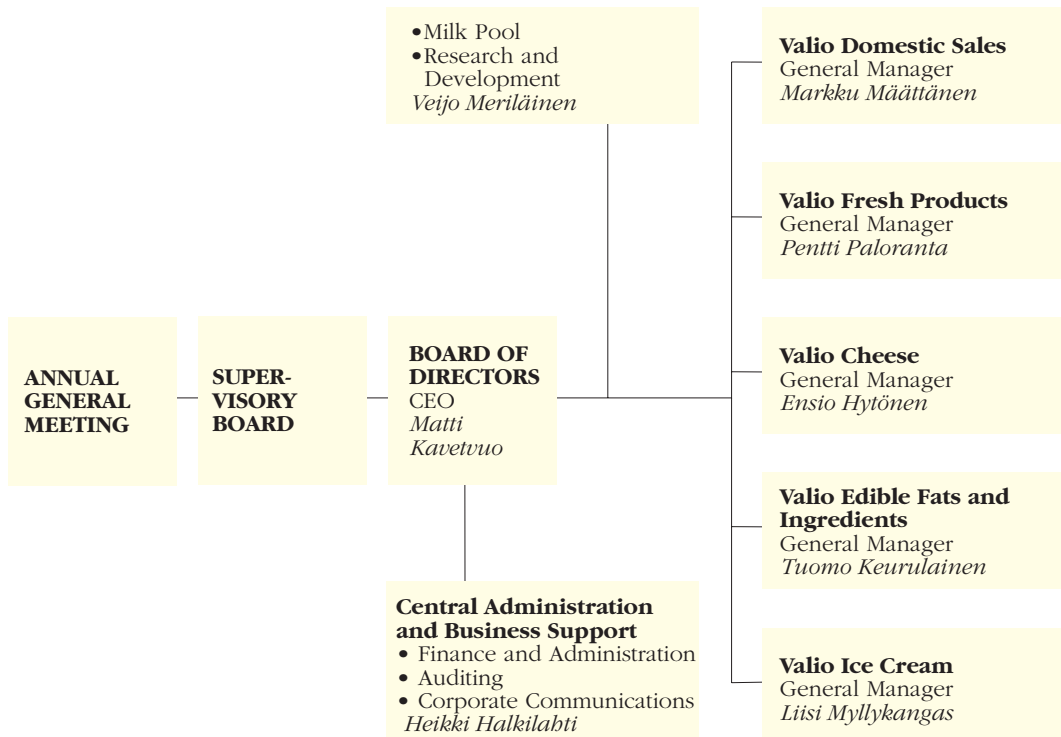 • Milk Pool
• Research and
Development
Veijo Meriläinen
ANNUAL
GENERAL
MEETING
SUPER-
VISORY
BOARD
BOARD OF
DIRECTORS
CEO
Matti
Kavetvuo
Central Administration
and Business Support
• Finance and Administration
• Auditing
• Corporate Communications
Heikki Halkilahti
Valio Domestic Sales
General Manager
Markku Määttänen
Valio Fresh Products
General Manager
Pentti Paloranta
Valio Cheese
General Manager
Ensio Hytönen
Valio Edible Fats and
Ingredients
General Manager
Tuomo Keurulainen
Valio Ice Cream
General Manager
Liisi Myllykangas